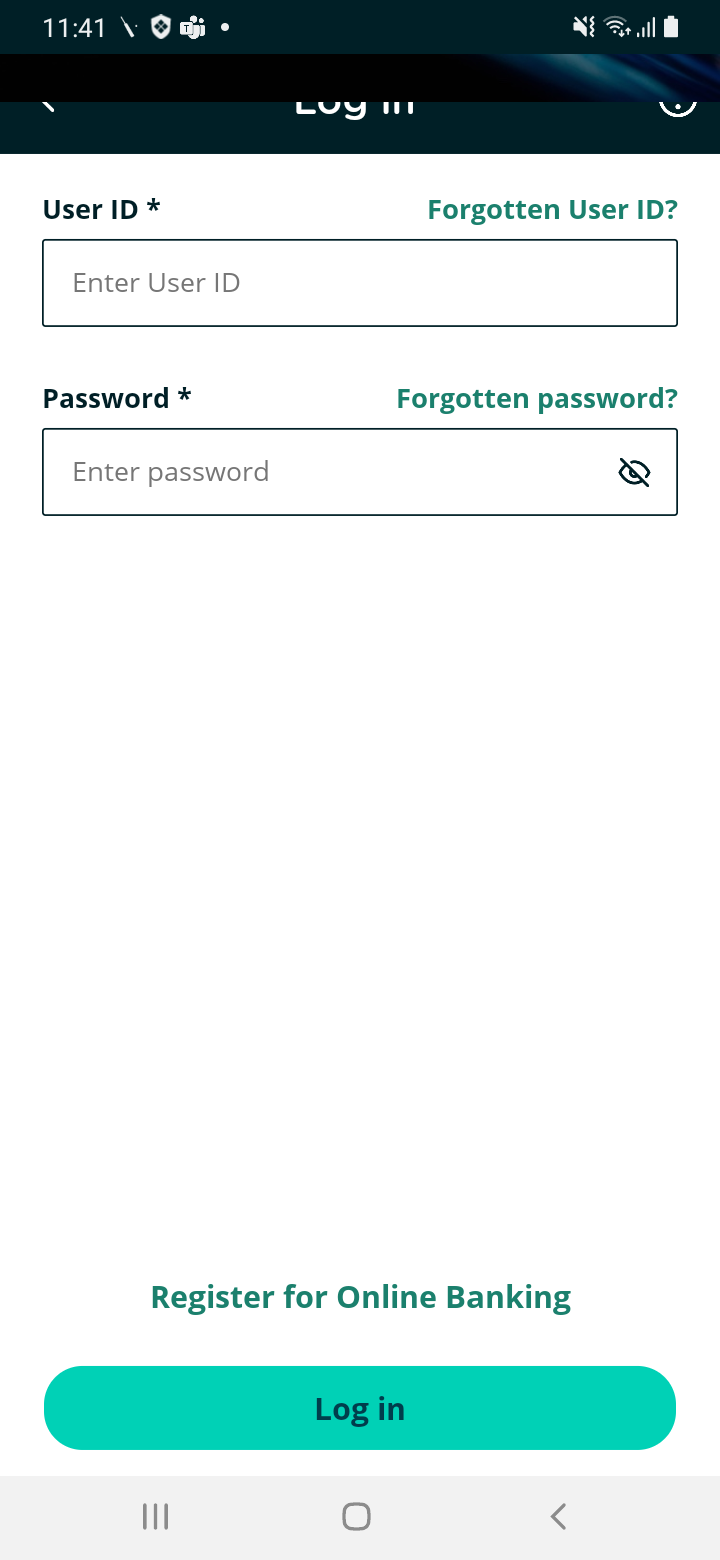 11:41
Log in
User ID *
Forgotten User ID?
Enter User ID
Password *
Forgotten password?
Enter password
Register for Online Banking
Log in